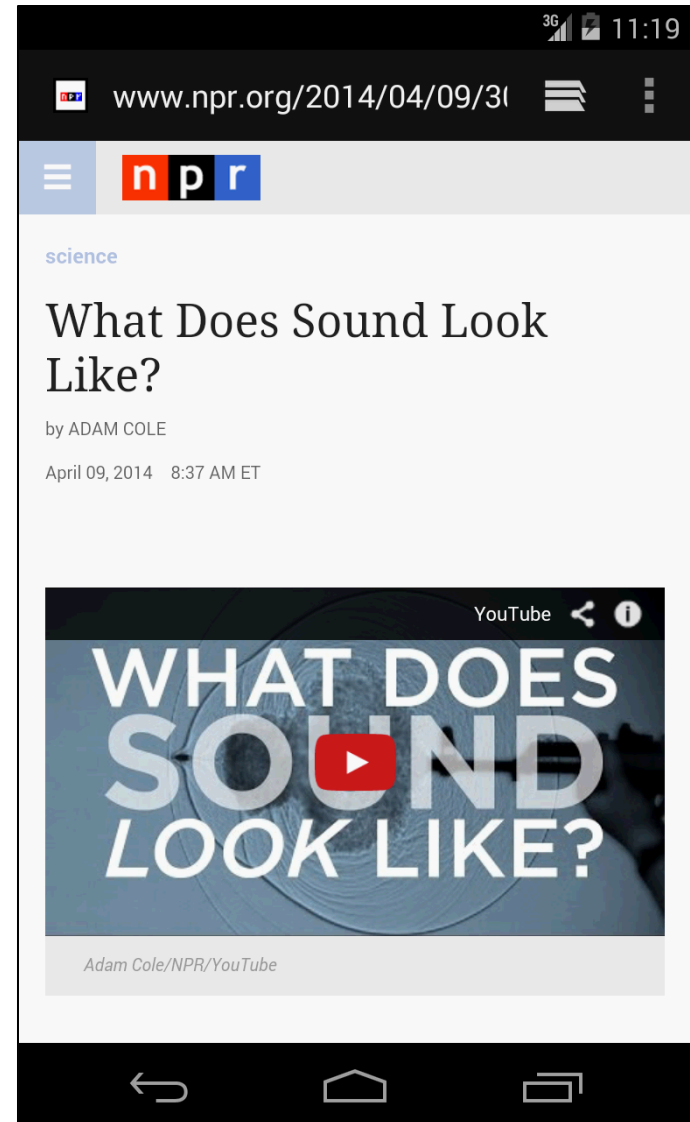 3G 11:19
www.npr.org/2014/04/09/30
npr
science
What Does Sound Look
Like?
by ADAM COLE
April 09, 2014 8:37 AM ET
YouTube
WHAT DOES
SOUND
LOOK LIKE?
Adam Cole/NPR/YouTube